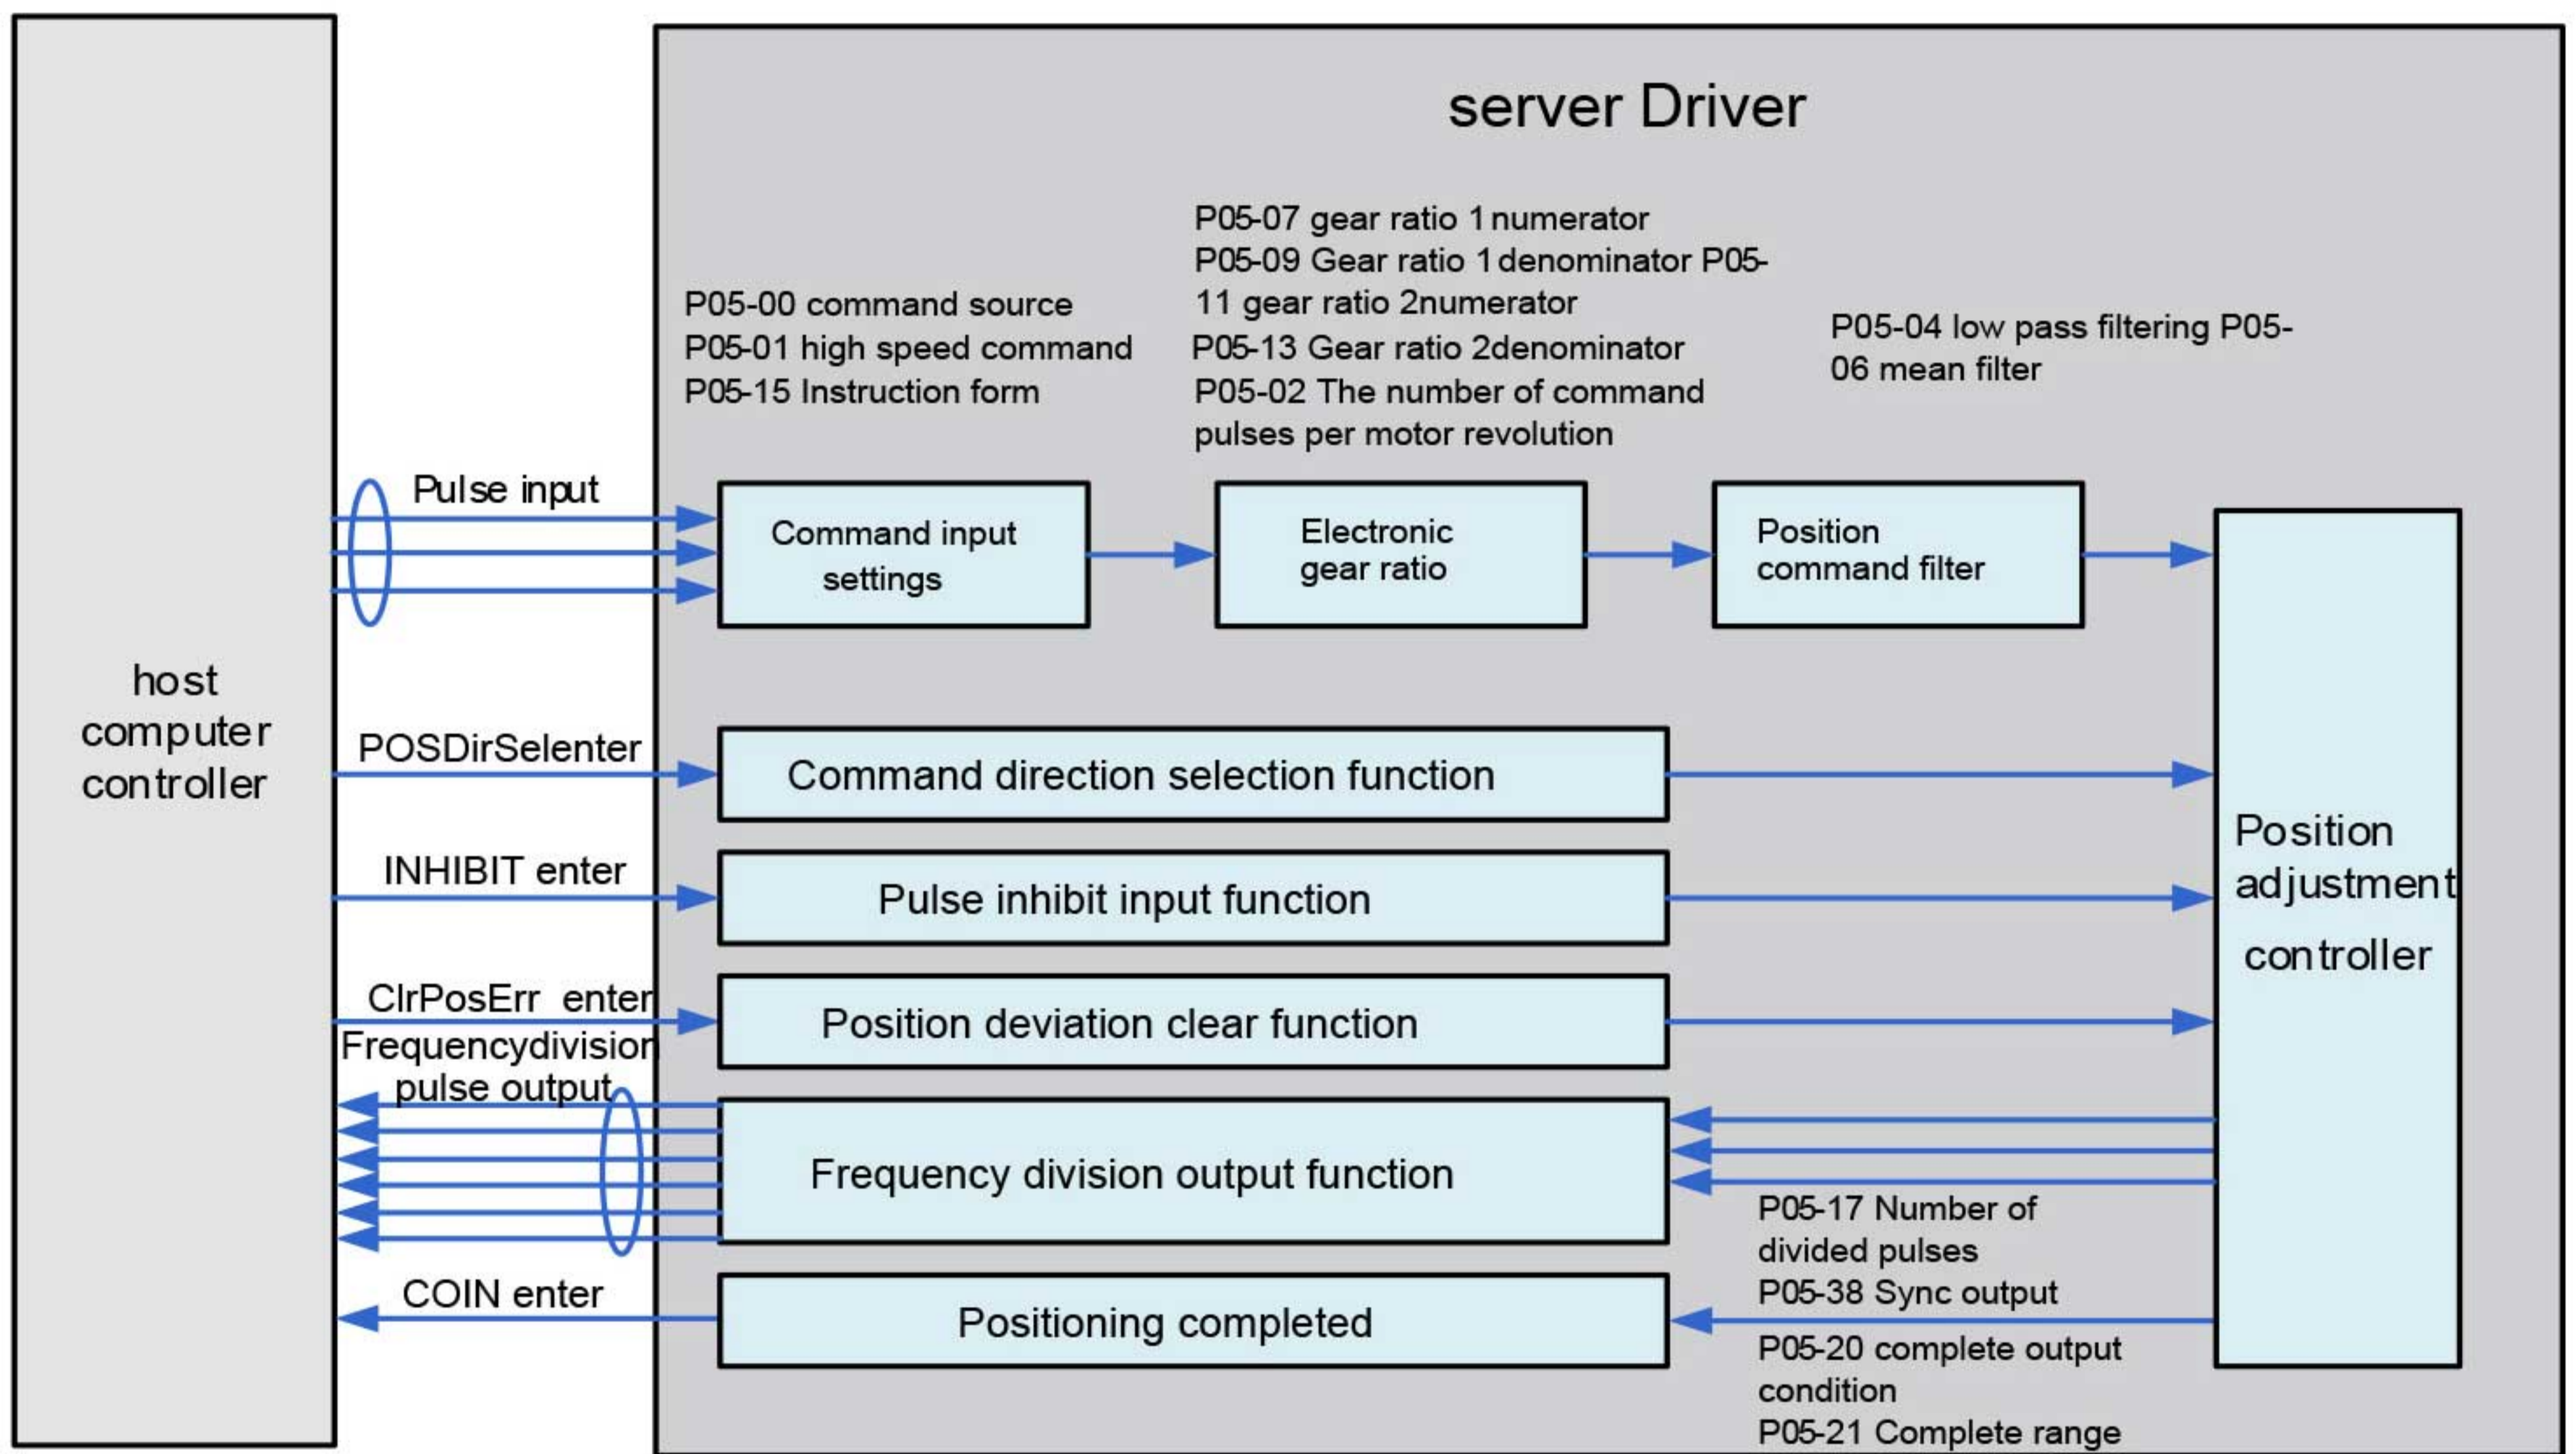 server Driver
P05-07 gear ratio 1 numerator
P05-09 Gear ratio 1 denominator P05-
11 gear ratio 2numerator
P05-13 Gear ratio 2denominator
P05-02 The number of command
pulses per motor revolution
P05-00 command source
P05-01 high speed command
P05-15 Instruction form
P05-04 low pass filtering P05-
06 mean filter
Pulse input
Command input
settings
Electronic
gear ratio
Position
command filter
host
computer
controller
POSDirSelenter
Command direction selection function
INHIBIT enter
Pulse inhibit input function
Position
adjustment
controller
ClrPosErr enter
Position deviation clear function
Frequencydivision
pulse output
Frequency division output function
P05-17 Number of
divided pulses
P05-38 Sync output
COIN enter
Positioning completed
P05-20 complete output
condition
P05-21 Complete range